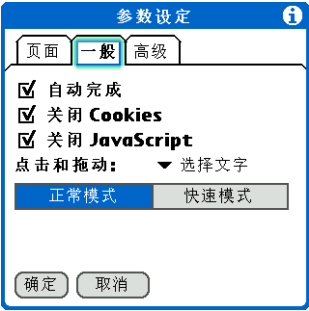 参数设定
页面 一般 高级
自动完成
关闭 Cookies
关闭 JavaScript
点击和拖动: 选择文字
正常模式 快速模式
确定 取消